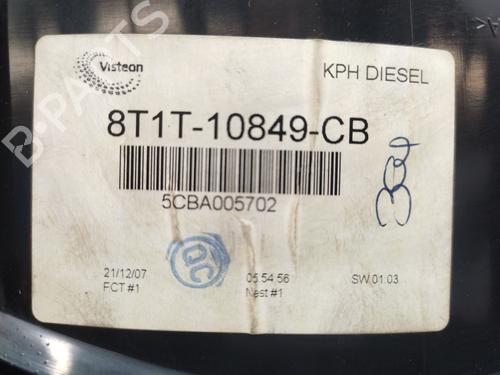 Visteon
KPH DIESEL
8T1T-10849-CB
5CBA005702
QC
21/12/07
FCT #1
05:54:56
Nest #1
SW.01.03
B-PARTS